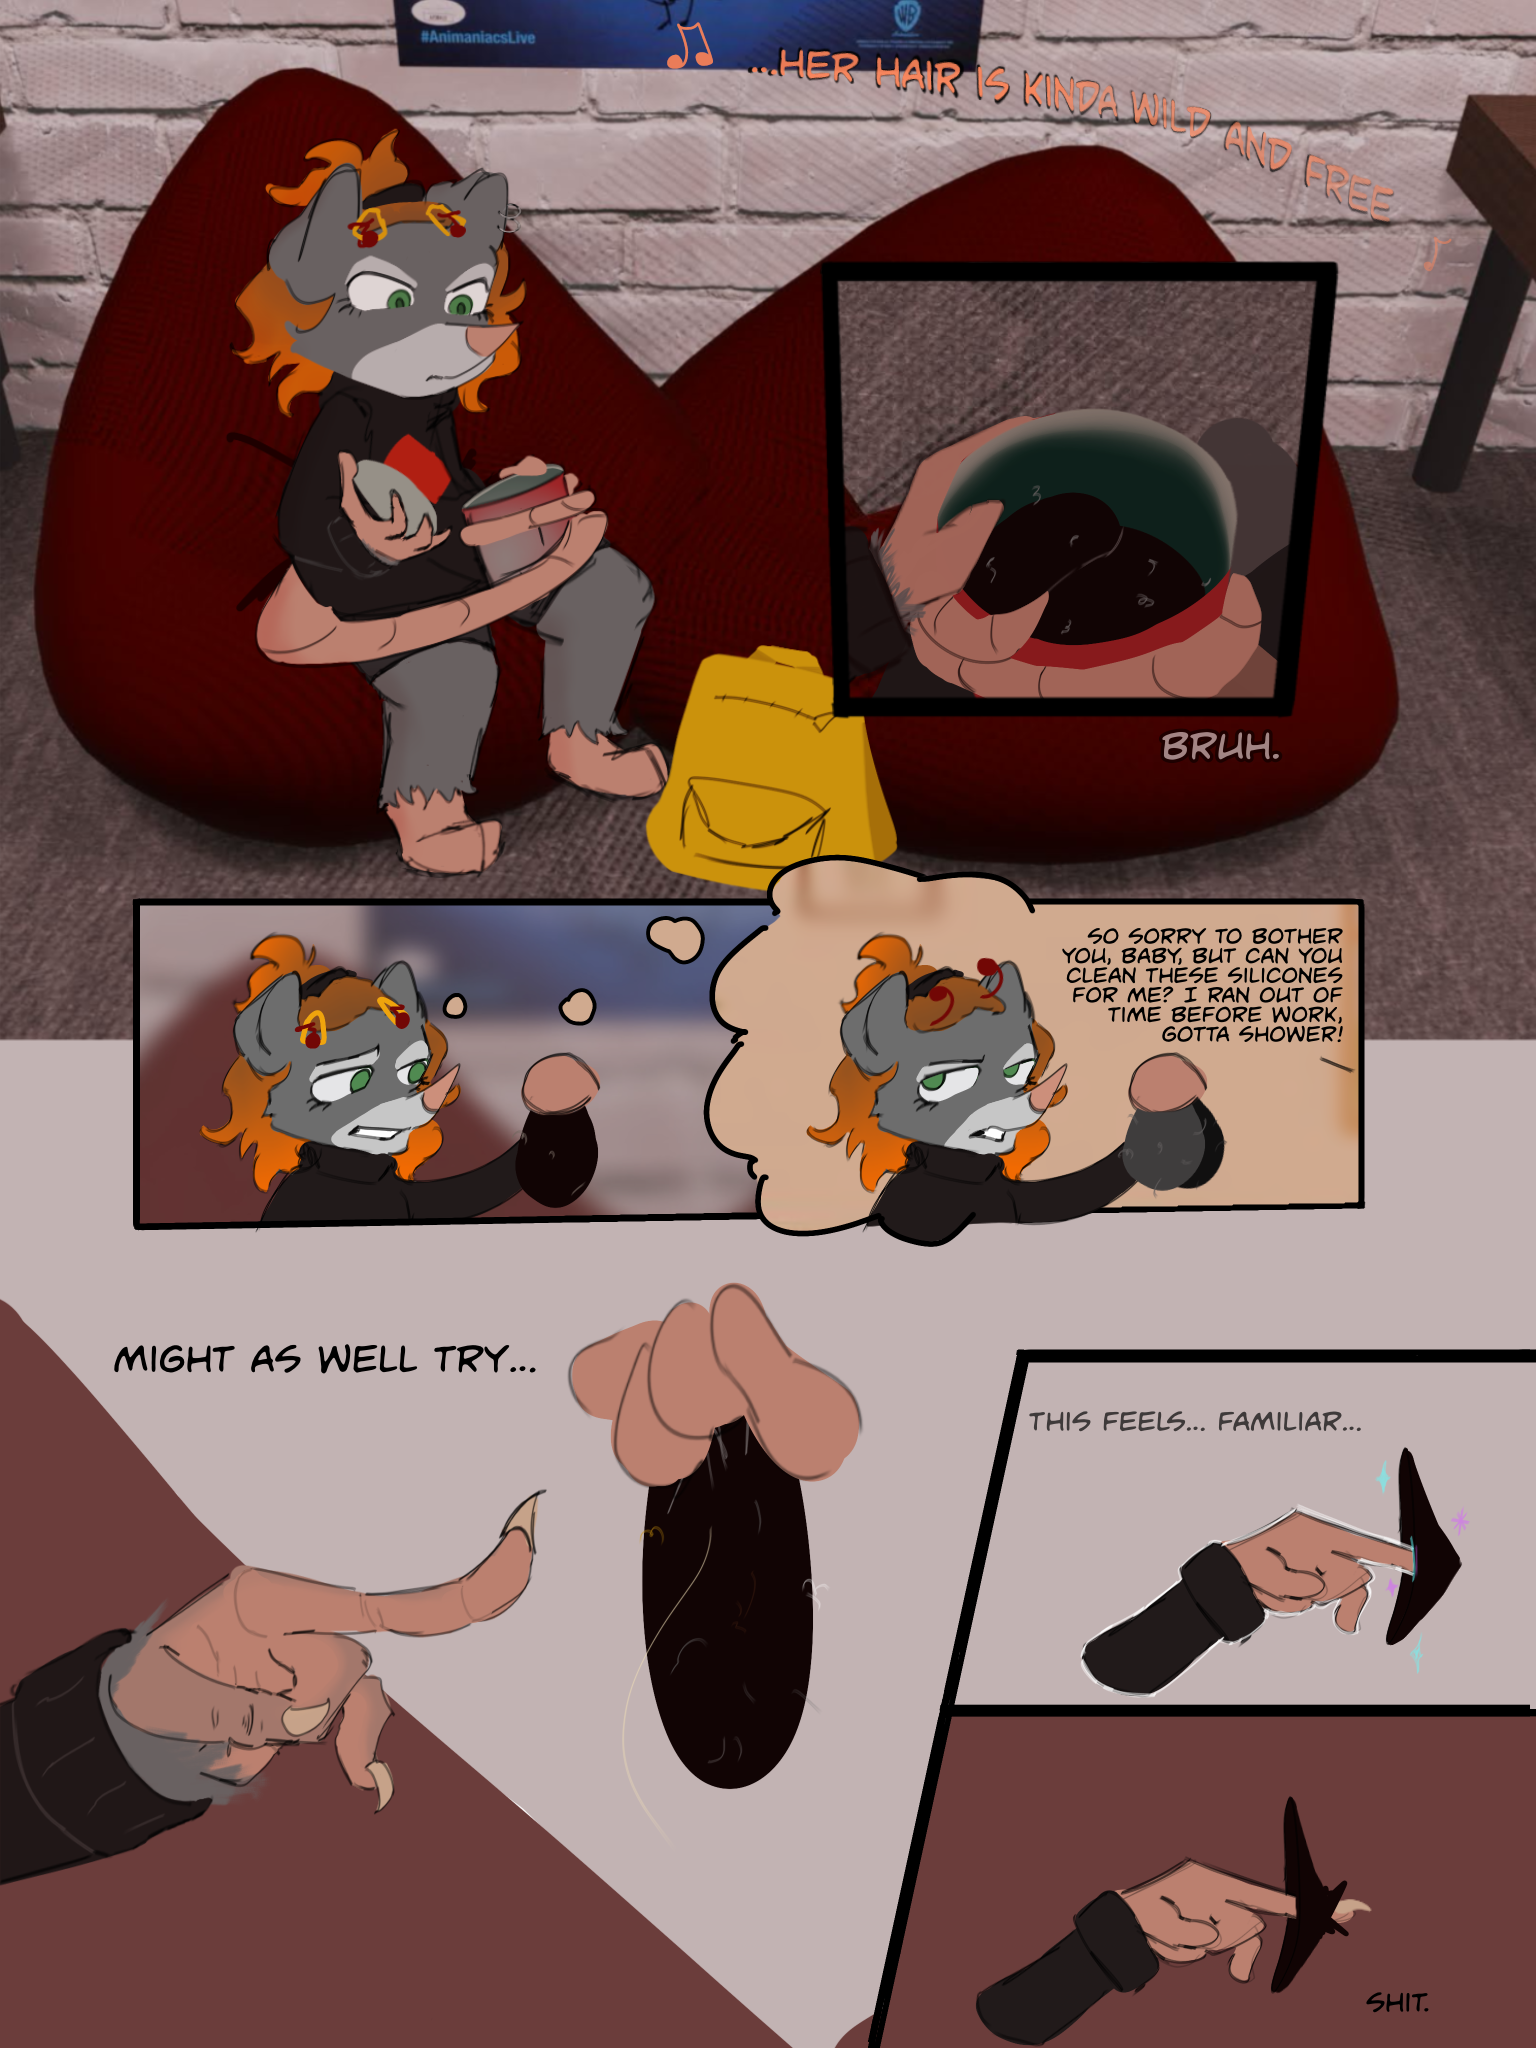 #AnimaniacsLive
...HER HAIR IS KINDA WILD AND FREE
BRUH.
SO SORRY TO BOTHER
YOU, BABY, BUT CAN YOU
CLEAN THESE SILICONES
FOR ME? I RAN OUT OF
TIME BEFORE WORK,
GOTTA SHOWER!
MIGHT AS WELL TRY...
THIS FEELS... FAMILIAR...
SHIT.